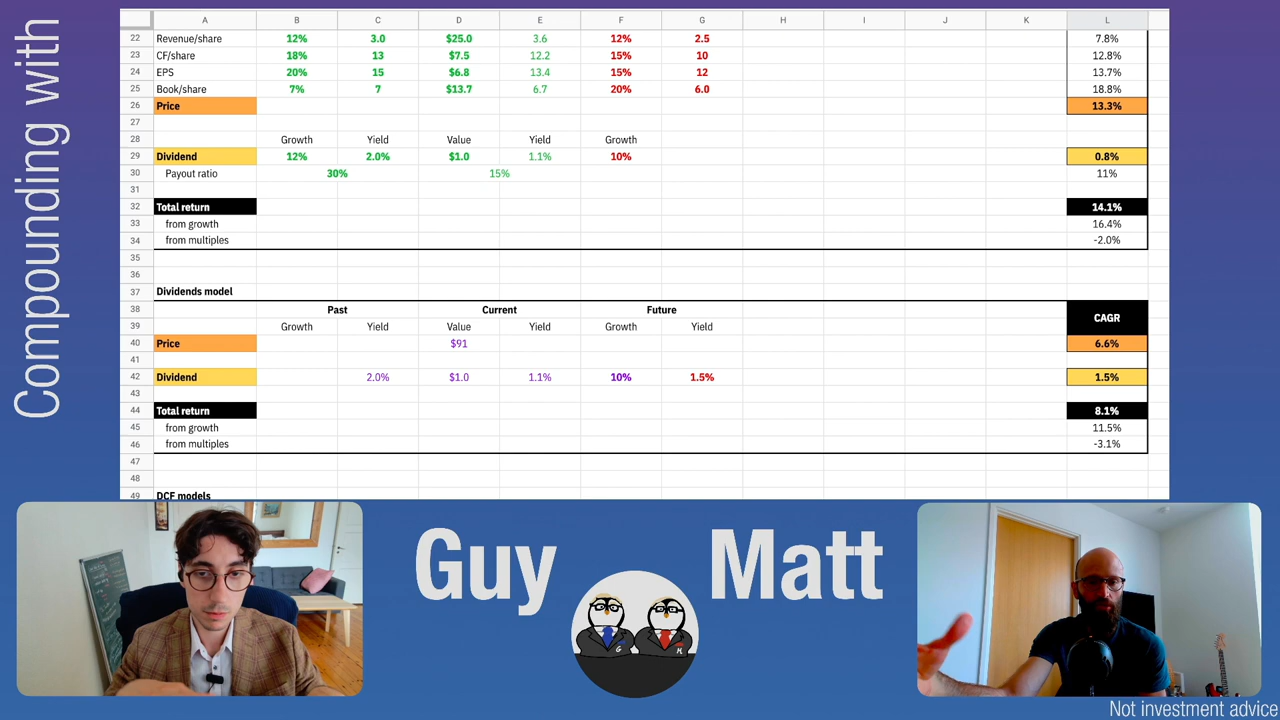 Compounding with
A B C D E F G H I J K L
22 Revenue/share 12% 3.0 $25.0 3.6 12% 2.5 7.8%
23 CF/share 18% 13 $7.5 12.2 15% 10 12.8%
24 EPS 20% 15 $6.8 13.4 15% 12 13.7%
25 Book/share 7% 7 $13.7 6.7 20% 6.0 18.8%
26 Price 13.3%
27
28 Growth Yield Value Yield Growth
29 Dividend 12% 2.0% $1.0 1.1% 10% 0.8%
30 Payout ratio 30% 15% 11%
31
32 Total return 14.1%
33 from growth 16.4%
34 from multiples -2.0%
35
36
37 Dividends model
38 Past Current Future CAGR
39 Growth Yield Value Yield Growth Yield
40 Price $91 6.6%
41
42 Dividend 2.0% $1.0 1.1% 10% 1.5% 1.5%
43
44 Total return 8.1%
45 from growth 11.5%
46 from multiples -3.1%
47
48
49 DCF models
Guy Matt
G H
Not investment advice